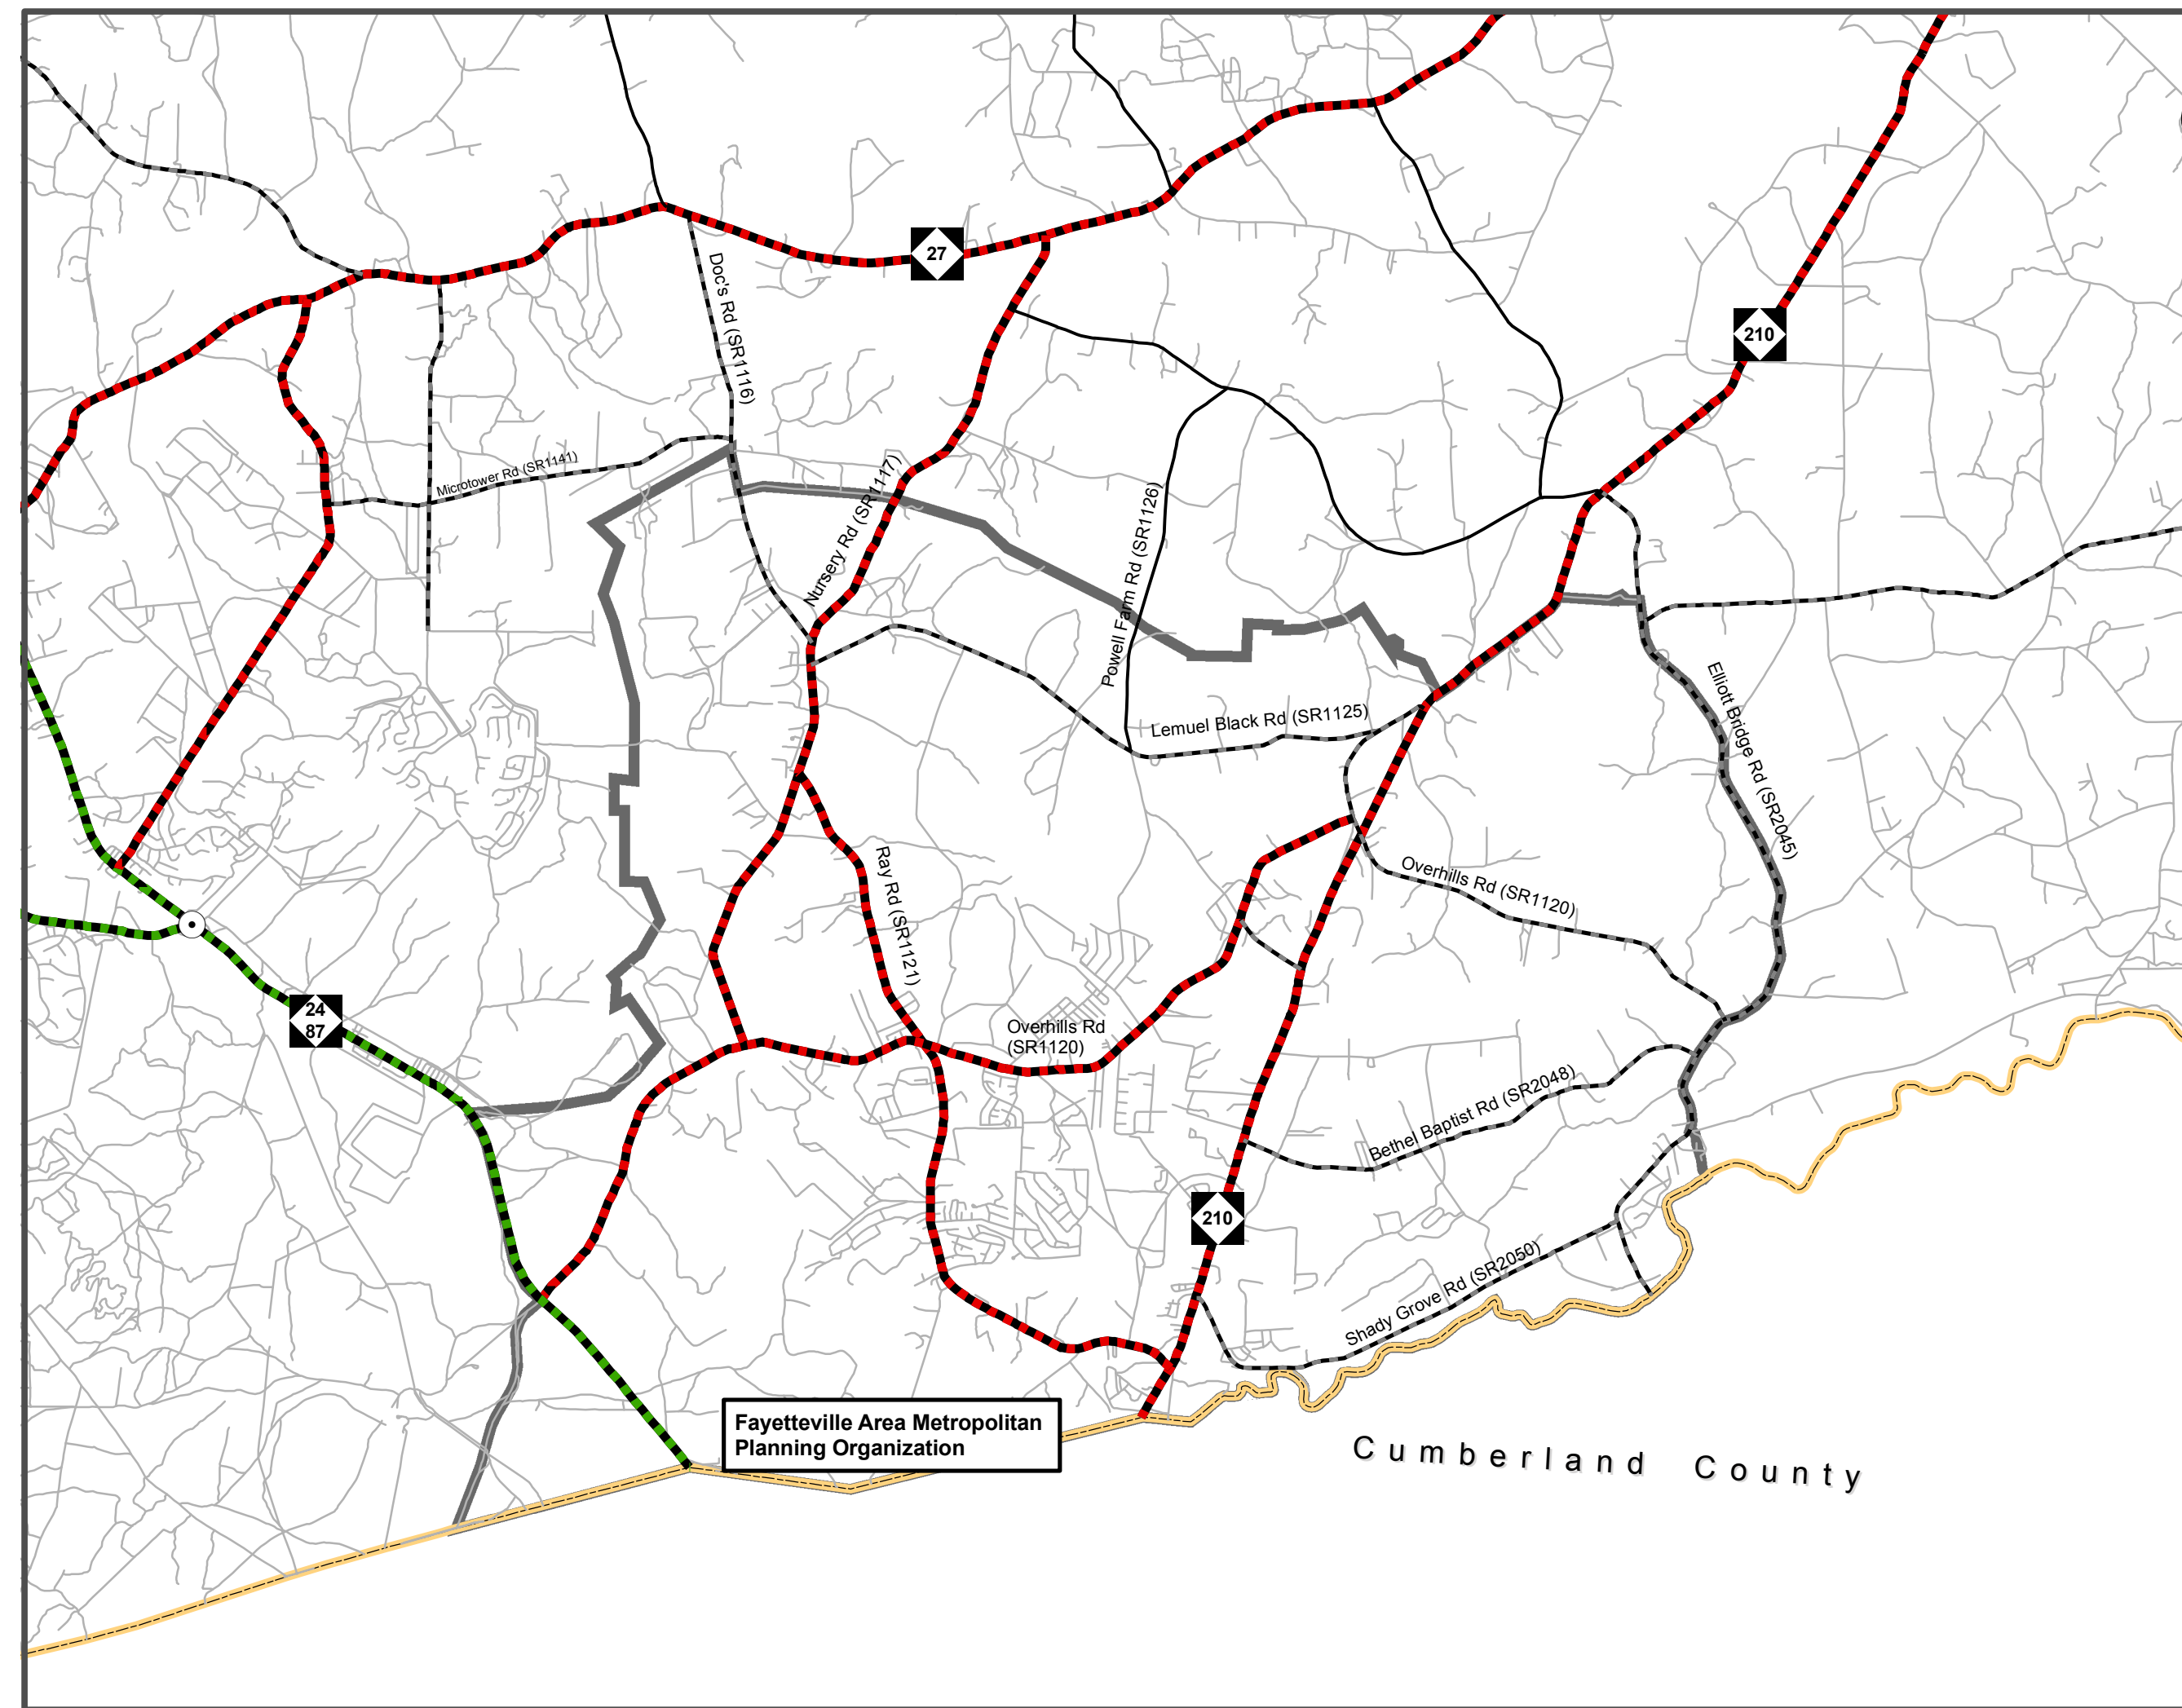 27
Doc's Rd (SR1116)
210
Microtower Rd (SR1141)
Nursery Rd (SR1117)
Powell Farm Rd (SR1126)
Lemuel Black Rd (SR1125)
Elliott Bridge Rd (SR2045)
Ray Rd (SR1121)
Overhills Rd (SR1120)
24
87
Overhills Rd
(SR1120)
Bethel Baptist Rd (SR2048)
210
Shady Grove Rd (SR2050)
Fayetteville Area Metropolitan
Planning Organization
Cumberland County